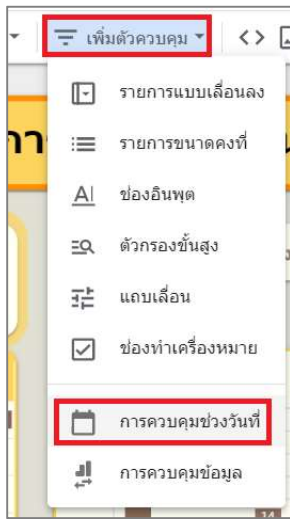 เพิ่มตัวควบคุม
รายการแบบเลื่อนลง
รายการขนาดคงที่
ช่องอินพุต
ตัวกรองขั้นสูง
แถบเลื่อน
ช่องทำเครื่องหมาย
การควบคุมช่วงวันที่
การควบคุมข้อมูล
14